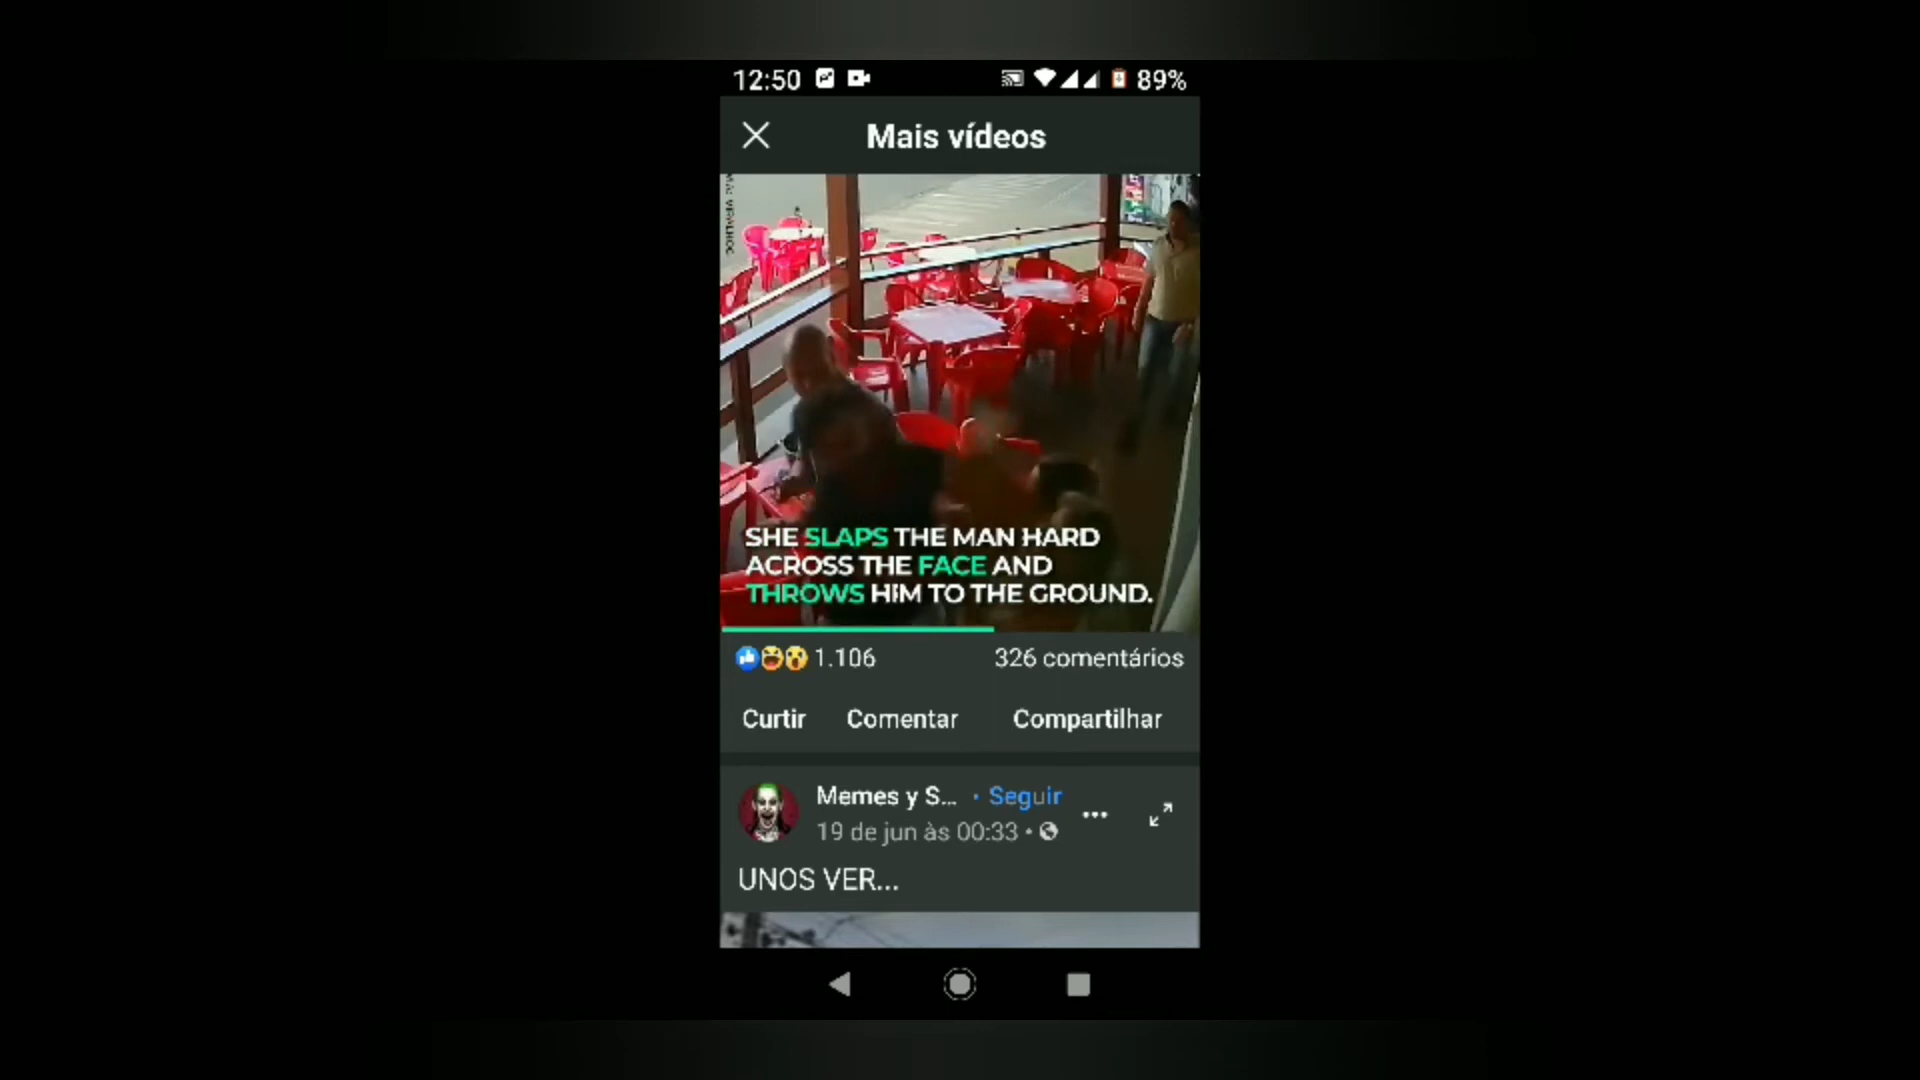 12:50 89%
Mais vídeos
SHE SLAPS THE MAN HARD
ACROSS THE FACE AND
THROWS HIM TO THE GROUND.
1.106 326 comentários
Curtir Comentar Compartilhar
Memes y S... • Seguir
19 de jun às 00:33 •
UNOS VER...